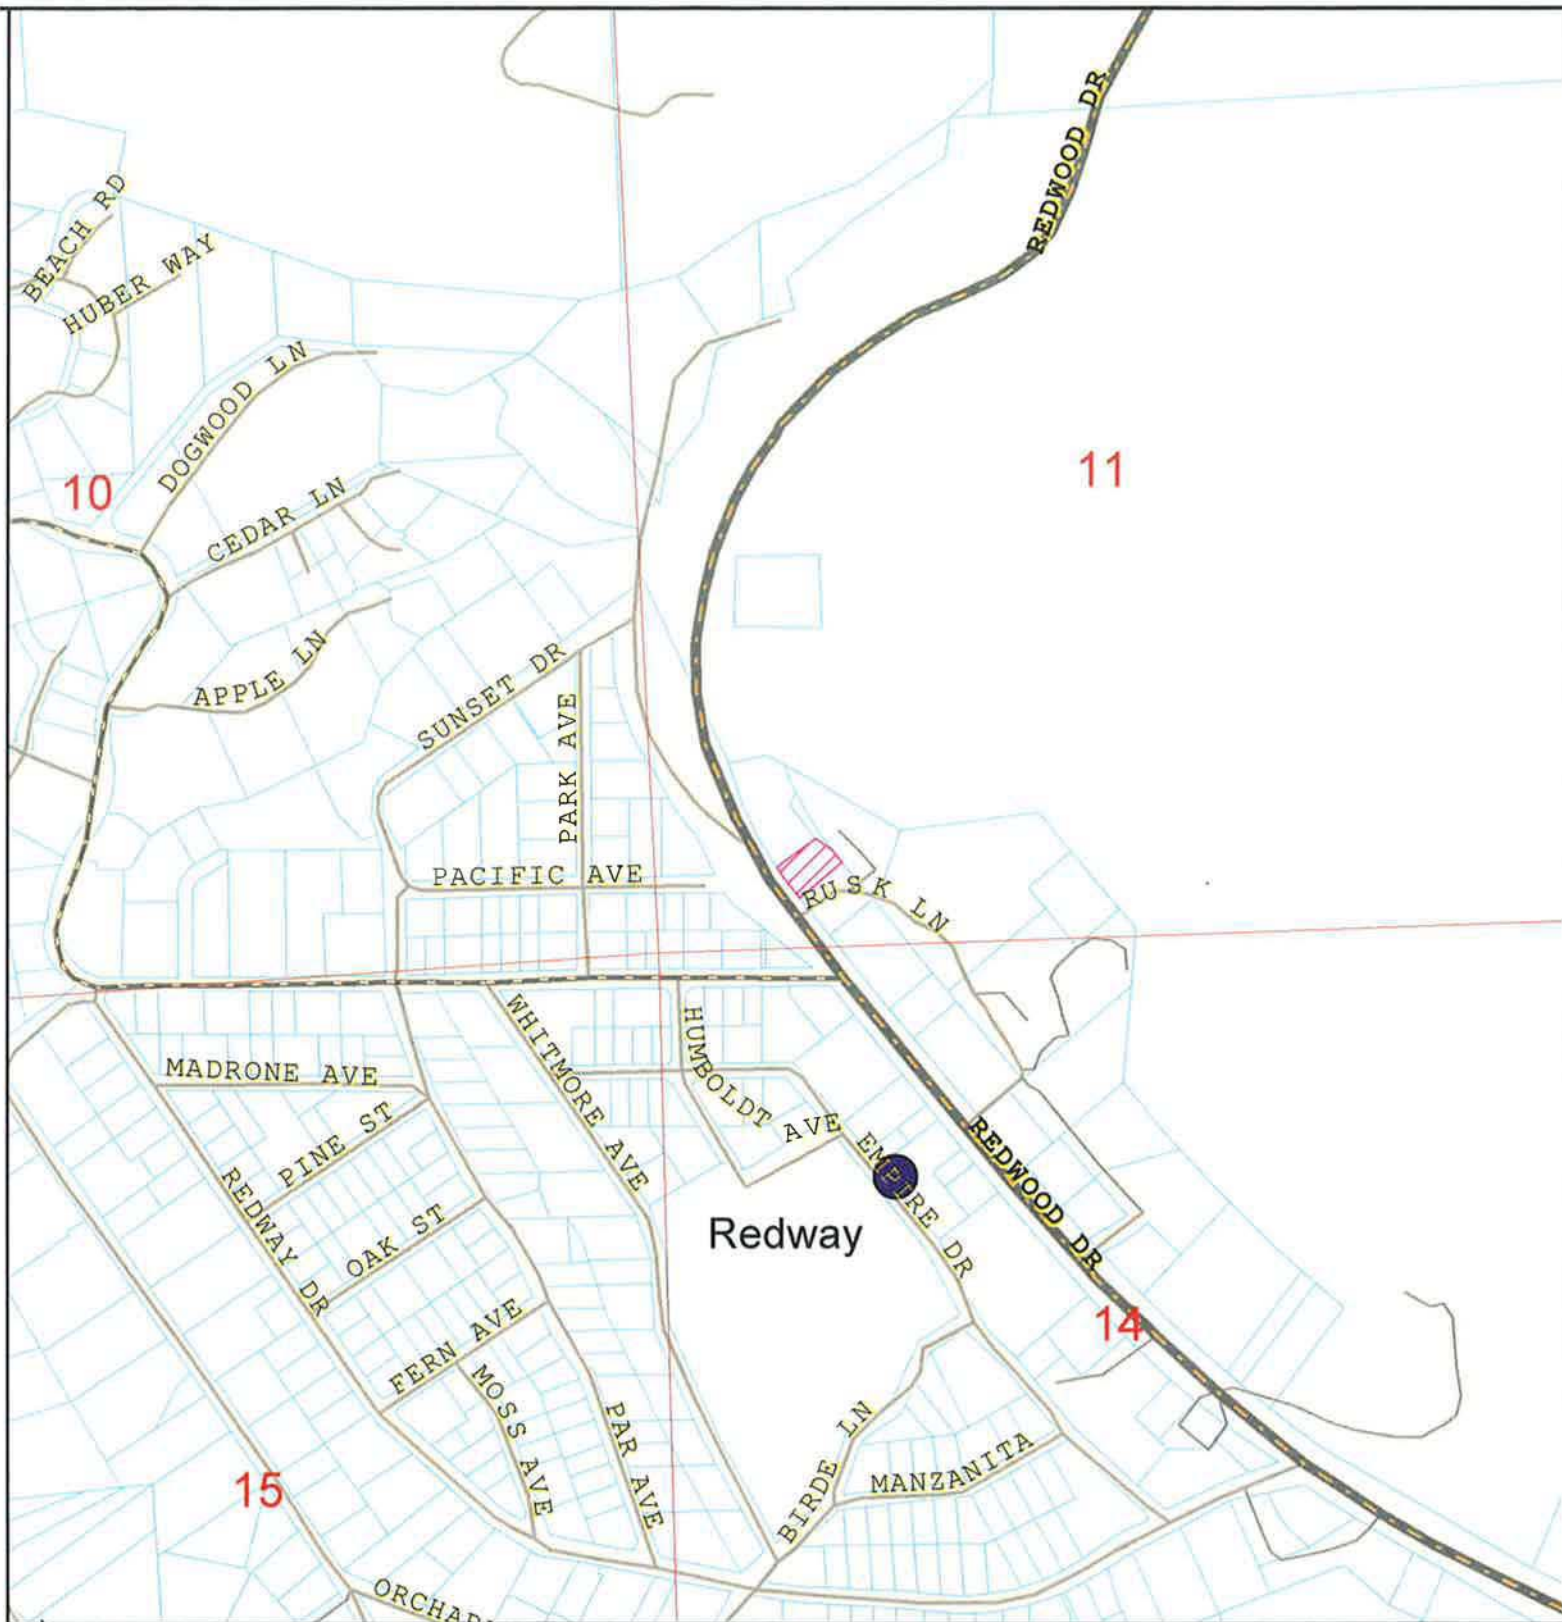 REDWOOD DR
BEACH RD
HUBER WAY
DOGWOOD LN
10
11
CEDAR LN
APPLE LN
SUNSET DR
PARK AVE
PACIFIC AVE
RUSK LN
WHITMORE AVE
HUMBOLDT AVE
MADRONE AVE
PINE ST
EMPIRE DR
REDWOOD DR
REDWAY DR
OAK ST
Redway
14
FERN AVE
MOSS AVE
PAR AVE
BIRDE LN
MANZANITA
15